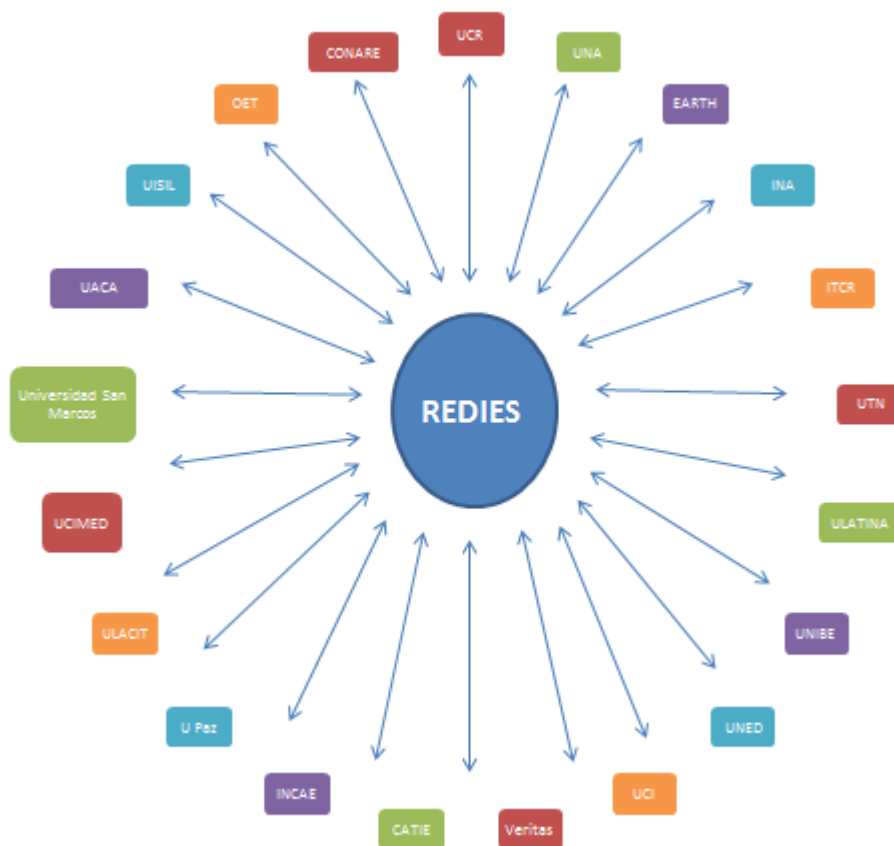 UCR
CONARE
UNA
OET
EARTH
UISIL
INA
UACA
ITCR
Universidad San
Marcos
REDIES
UTN
UCIMED
ULATINA
ULACIT
UNIBE
U Paz
UNED
INCAE
UCI
CATIE
Veritas